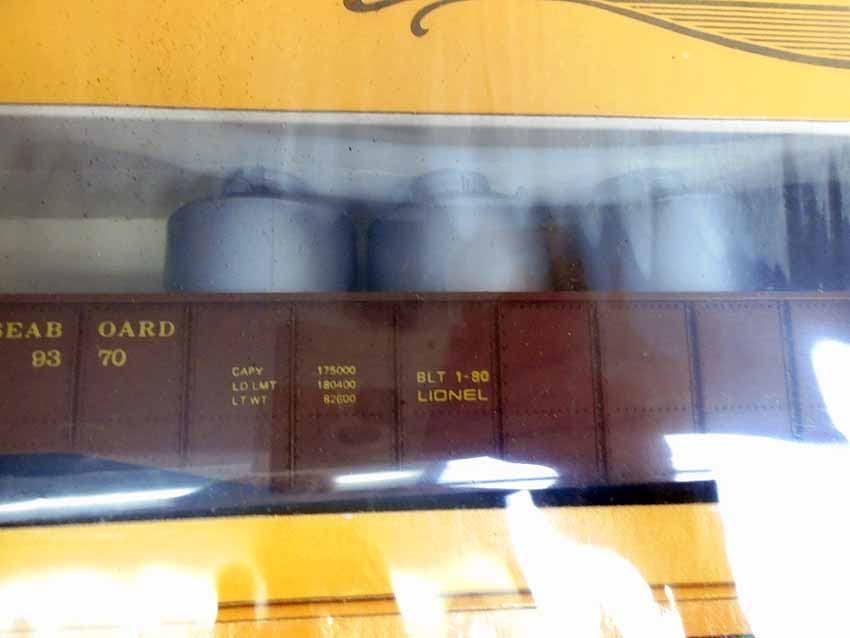 SEAB OARD
93 70
CAPY 175000
LD LMT 180400
LT WT 82600
BLT 1-80
LIONEL